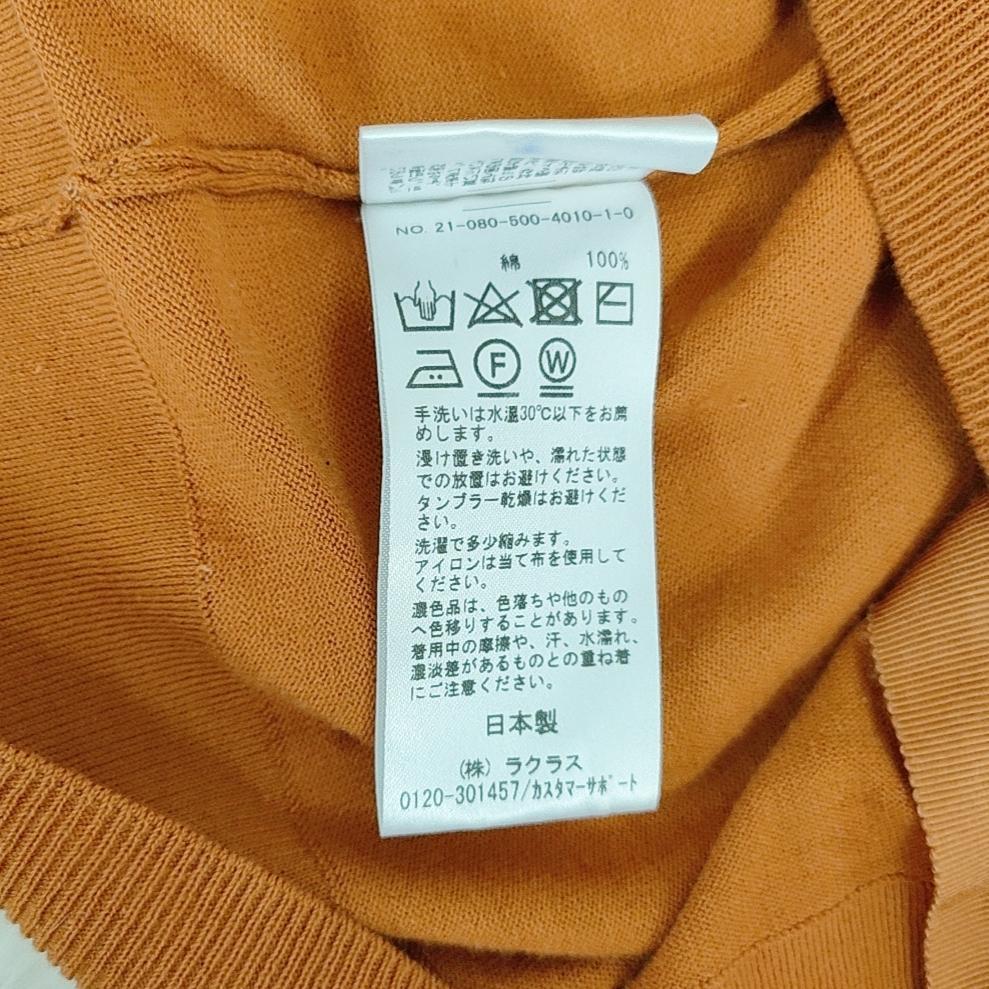 NO. 21-080-500-4010-1-0
綿 100%
F W
手洗いは水温30℃以下をお薦
めします。
浸け置き洗いや、濡れた状態
での放置はお避けください。
タンブラー乾燥はお避けくだ
さい。
洗濯で多少縮みます。
アイロンは当て布を使用して
ください。
濃色品は、色落ちや他のもの
へ色移りすることがあります。
着用中の摩擦や、汗、水濡れ、
濃淡差があるものとの重ね着
にご注意ください。
日本製
(株) ラクラス
0120-301457/カスタマーサポート